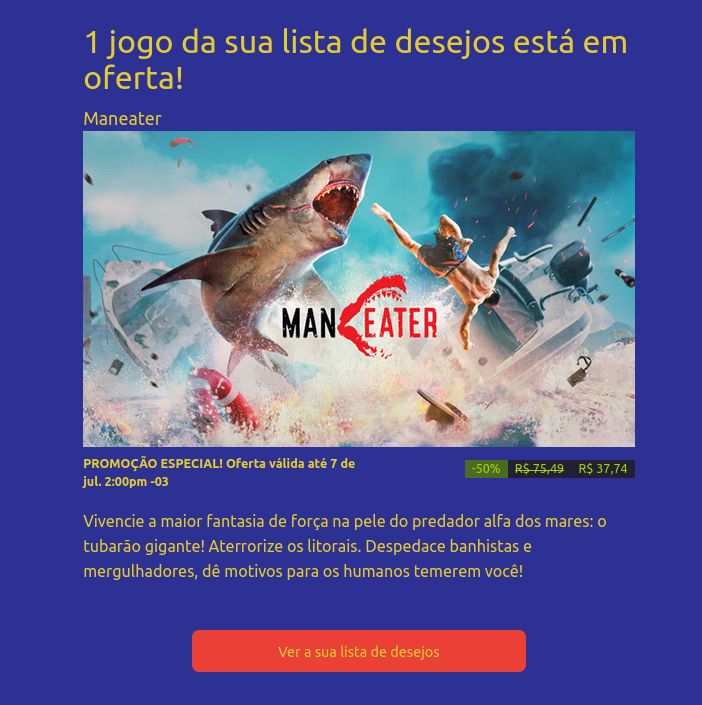 1 jogo da sua lista de desejos está em
oferta!
Maneater
MANEATER
PROMOÇÃO ESPECIAL! Oferta válida até 7 de
jul. 2:00pm -03
-50% R$ 75,49 R$ 37,74
Vivencie a maior fantasia de força na pele do predador alfa dos mares: o
tubarão gigante! Aterrorize os litorais. Despedace banhistas e
mergulhadores, dê motivos para os humanos temerem você!
Ver a sua lista de desejos